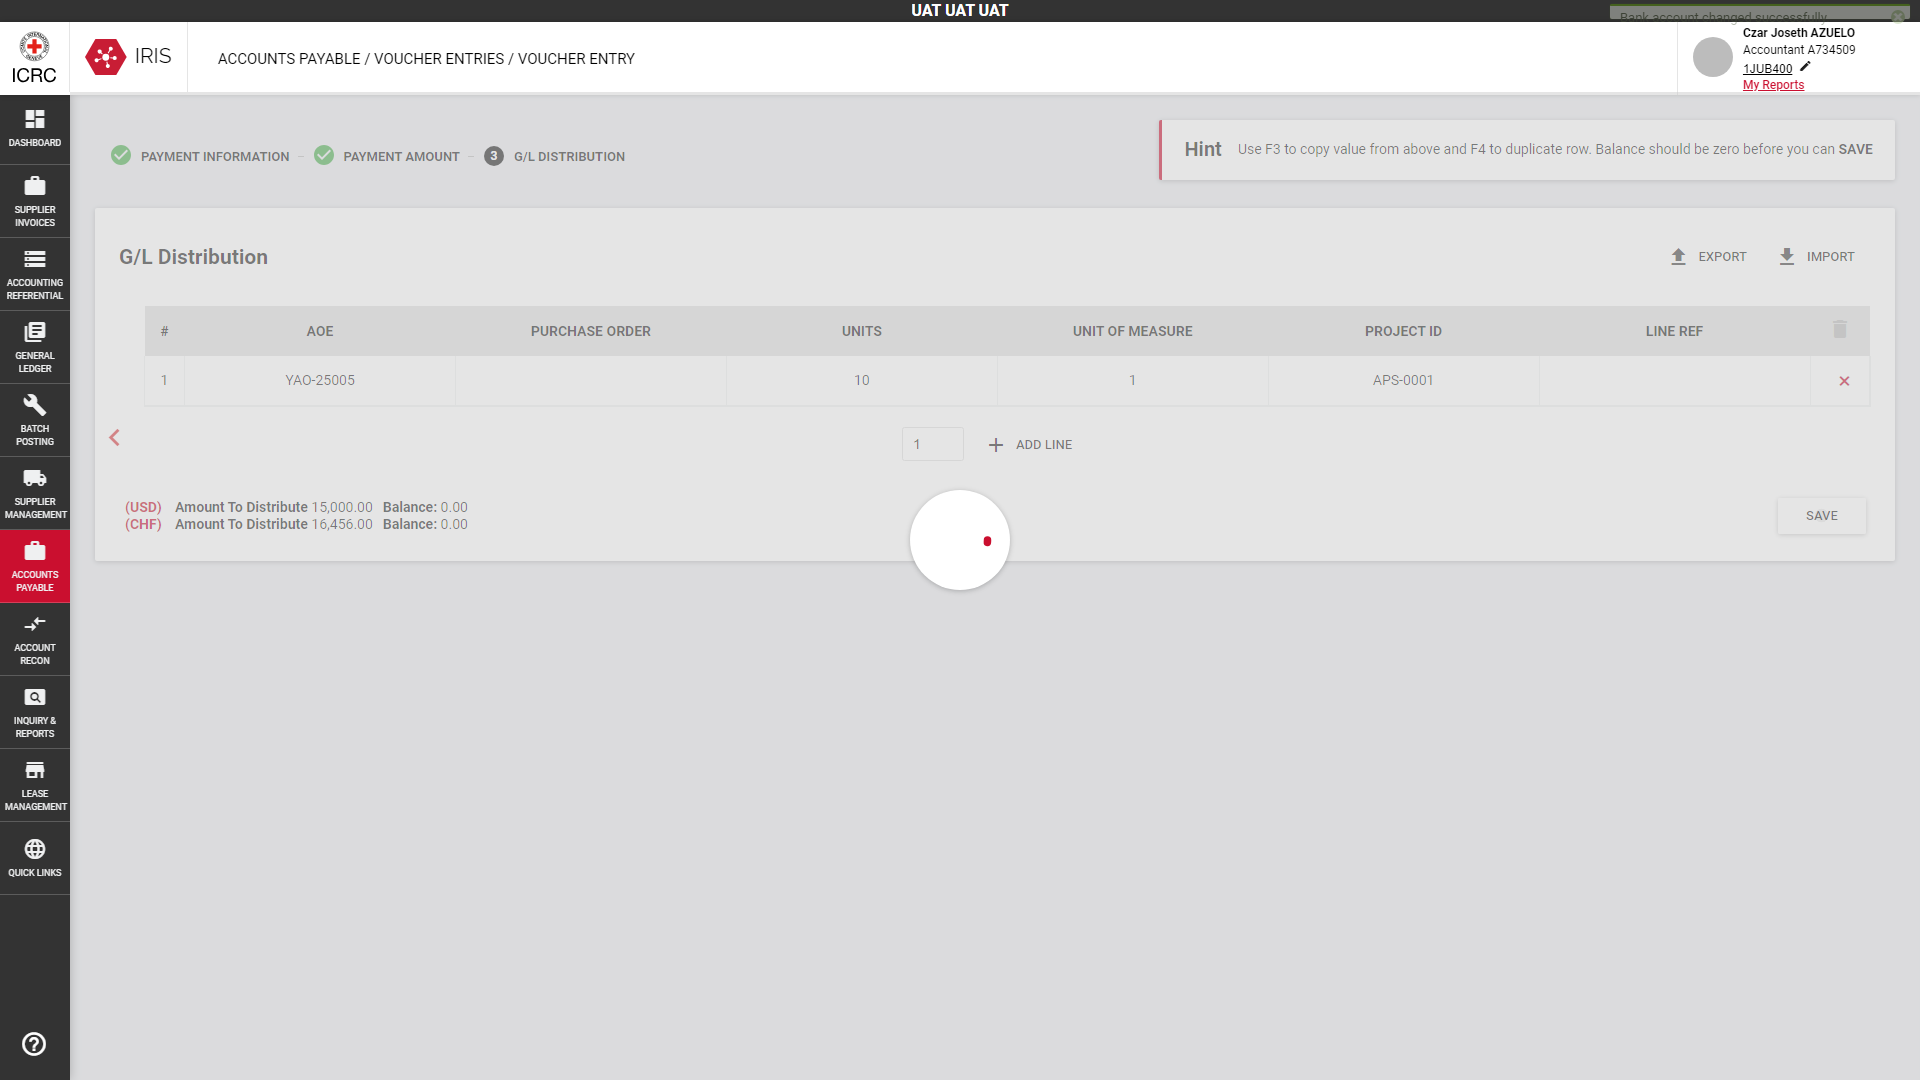 UAT UAT UAT
Bank account changed successfully
ICRC
IRIS
ACCOUNTS PAYABLE / VOUCHER ENTRIES / VOUCHER ENTRY
Czar Joseth AZUELO
Accountant A734509
1JUB400
My Reports
DASHBOARD
SUPPLIER
INVOICES
ACCOUNTING
REFERENTIAL
GENERAL
LEDGER
BATCH
POSTING
SUPPLIER
MANAGEMENT
ACCOUNTS
PAYABLE
ACCOUNT
RECON
INQUIRY &
REPORTS
LEASE
MANAGEMENT
QUICK LINKS
PAYMENT INFORMATION
PAYMENT AMOUNT
3 G/L DISTRIBUTION
Hint Use F3 to copy value from above and F4 to duplicate row. Balance should be zero before you can SAVE
G/L Distribution
EXPORT
IMPORT
# AOE PURCHASE ORDER UNITS UNIT OF MEASURE PROJECT ID LINE REF
1 YAO-25005 10 1 APS-0001
1 ADD LINE
(USD) Amount To Distribute 15,000.00 Balance: 0.00
(CHF) Amount To Distribute 16,456.00 Balance: 0.00
SAVE